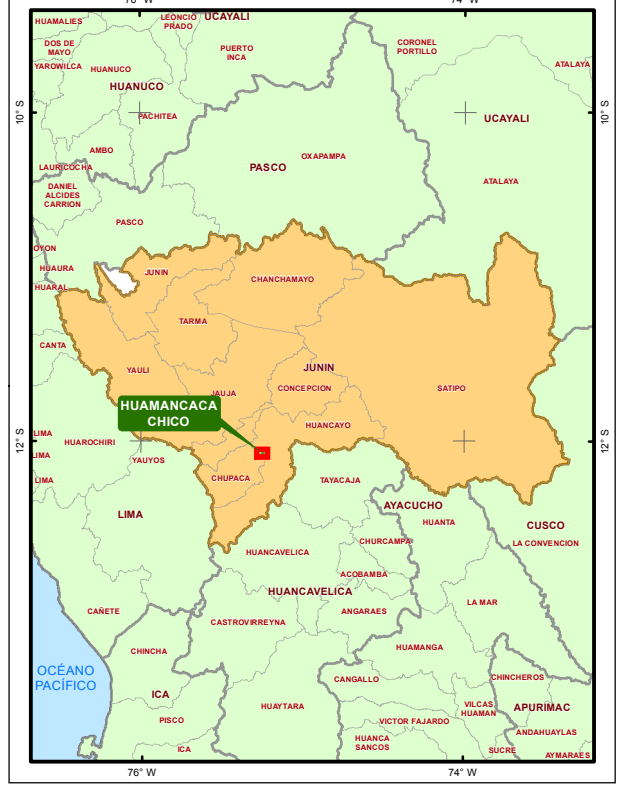 76° W
74° W
HUAMALIES
LEONCIO
PRADO
UCAYALI
DOS DE
MAYO
PUERTO
INCA
CORONEL
PORTILLO
YAROWILCA
HUANUCO
ATALAYA
HUANUCO
10° S
10° S
PACHITEA
UCAYALI
AMBO
OXAPAMPA
LAURICOCHA
PASCO
DANIEL
ALCIDES
CARRION
ATALAYA
PASCO
OYON
HUAURA
JUNIN
CHANCHAMAYO
HUARAL
TARMA
CANTA
YAULI
JUNIN
JAUJA
CONCEPCION
SATIPO
HUAMANCACA
CHICO
HUANCAYO
LIMA
HUAROCHIRI
12° S
12° S
LIMA
YAUYOS
LIMA
CHUPACA
TAYACAJA
AYACUCHO
LIMA
HUANTA
CUSCO
CHURCAMPA
LA CONVENCION
HUANCAVELICA
ACOBAMBA
HUANCAVELICA
LA MAR
CAÑETE
ANGARAES
CASTROVIRREYNA
CHINCHA
HUAMANGA
OCÉANO
PACÍFICO
CANGALLO
CHINCHEROS
ICA
HUAYTARA
VILCAS
HUAMAN
APURIMAC
PISCO
VICTOR FAJARDO
ANDAHUAYLAS
HUANCA
SANCOS
ICA
SUCRE
AYMARAES
76° W
74° W